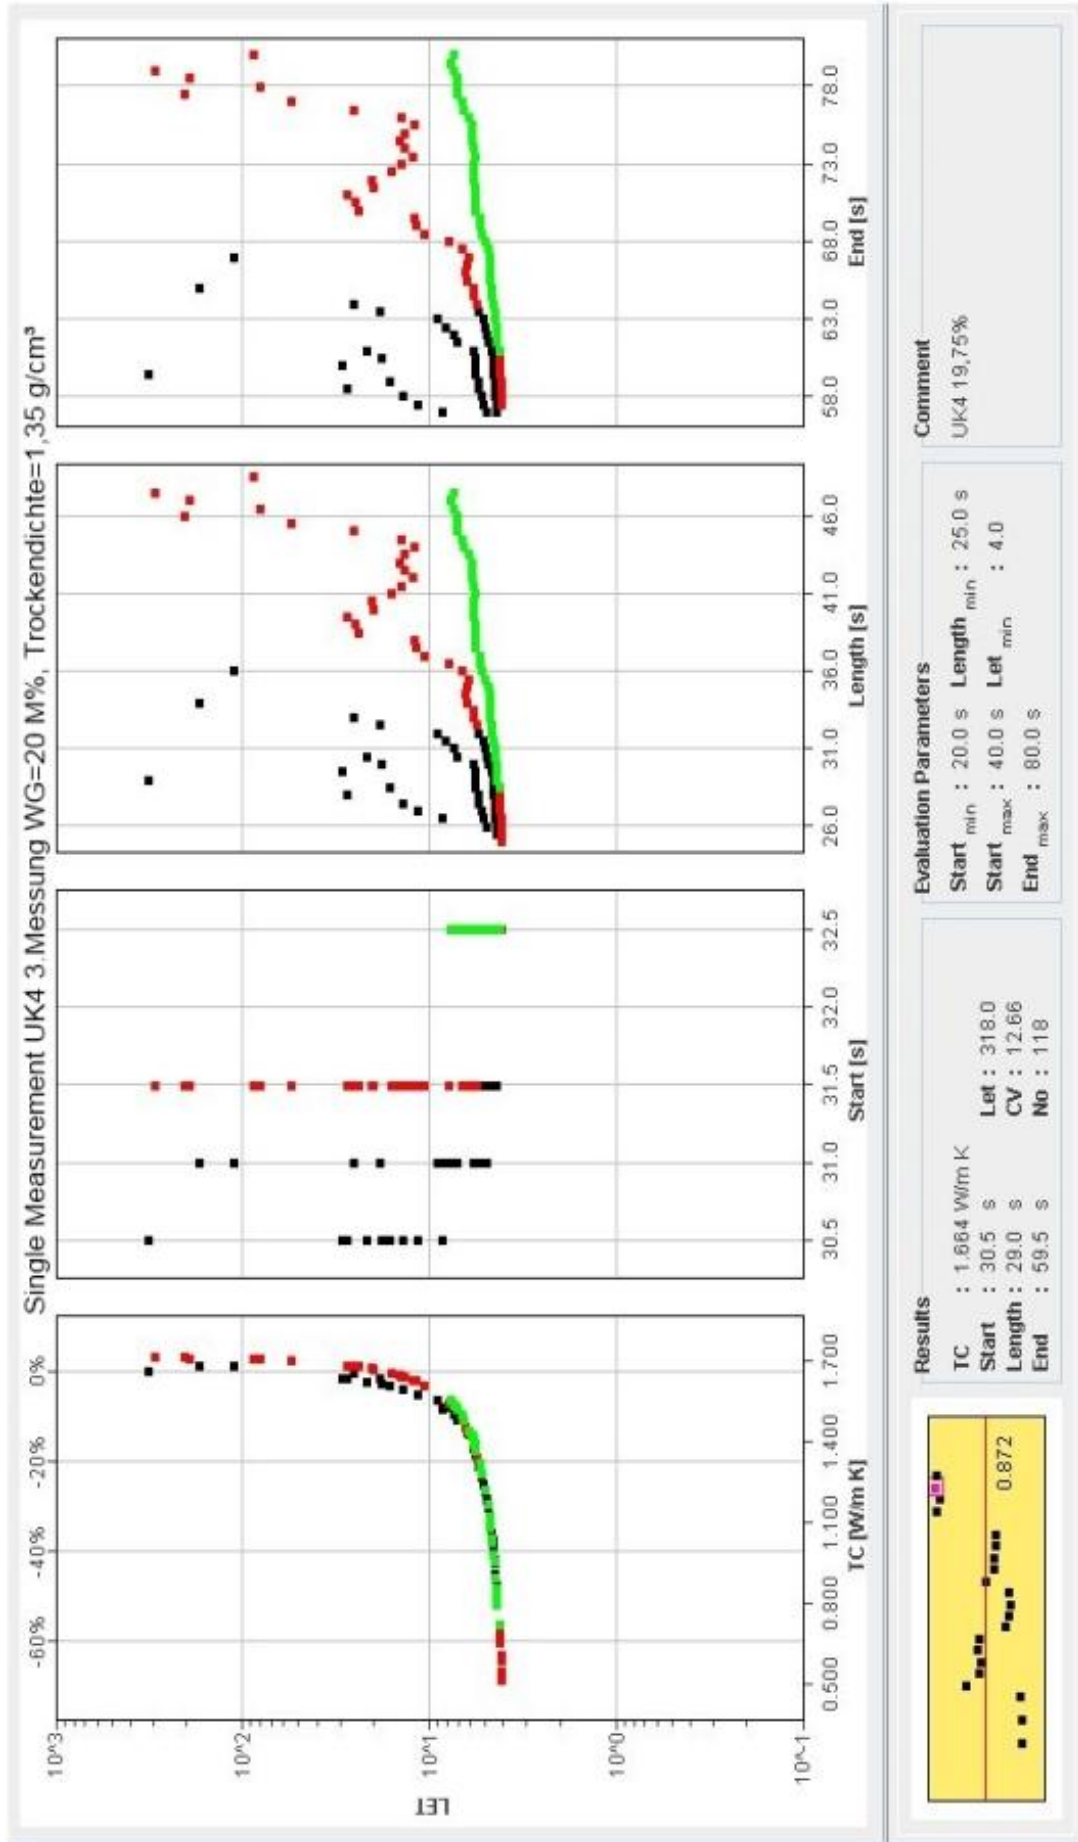 Single Measurement UK4 3.Messung WG=20 M%, Trockendichte=1,35 g/cm³
-60% -40% -20% 0%
10^3
10^2
10^1
10^0
10^-1
LET
0.500 0.800 1.100 1.400 1.700
TC [W/m K]
30.5 31.0 31.5 32.0 32.5
Start [s]
26.0 31.0 36.0 41.0 46.0
Length [s]
58.0 63.0 68.0 73.0 78.0
End [s]
0.872
Results
TC : 1.664 W/m K
Start : 30.5 s Let : 318.0
Length : 29.0 s CV : 12.66
End : 59.5 s No : 118
Evaluation Parameters
Start min : 20.0 s Length min : 25.0 s
Start max : 40.0 s Let min : 4.0
End max : 80.0 s
Comment
UK4 19,75%